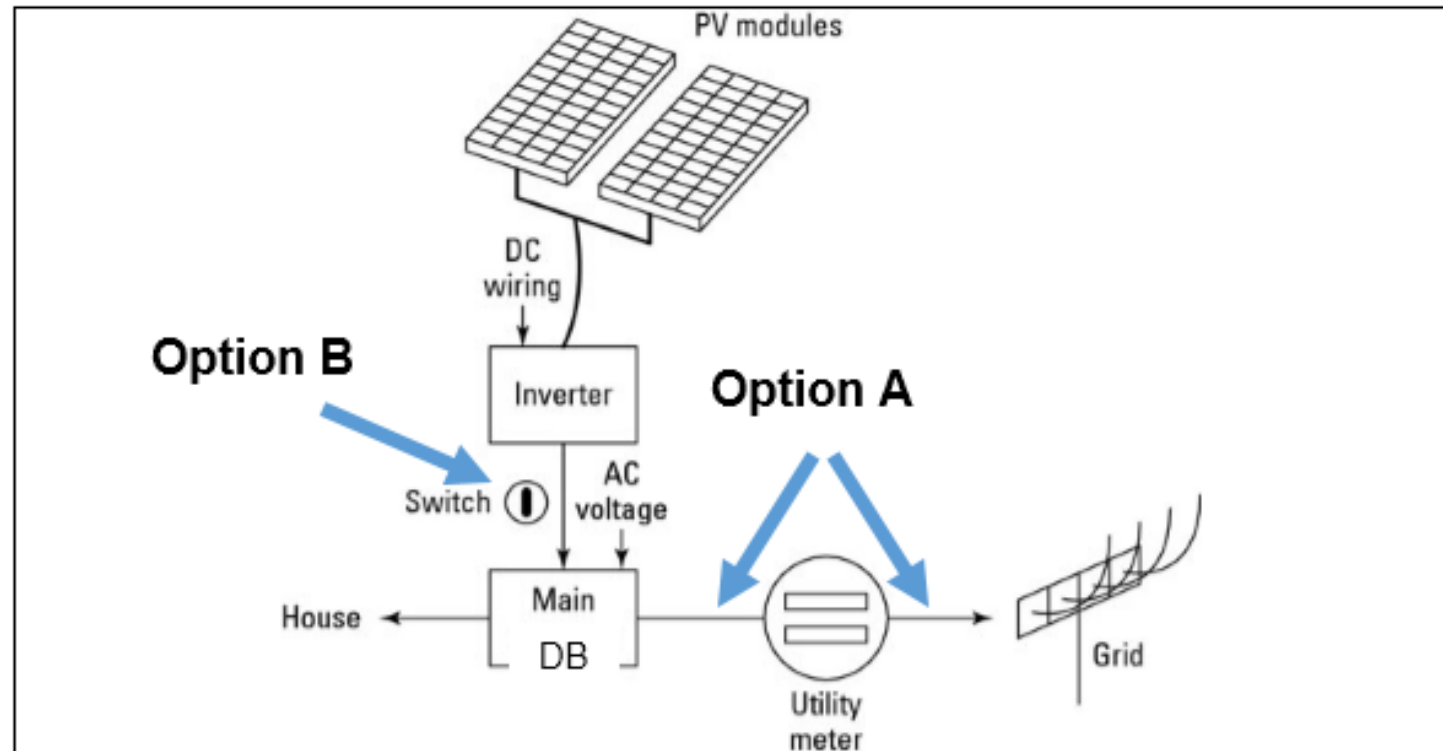 PV modules
DC
wiring
Option B
Inverter
Option A
Switch
AC
voltage
House
Main
DB
Grid
Utility
meter